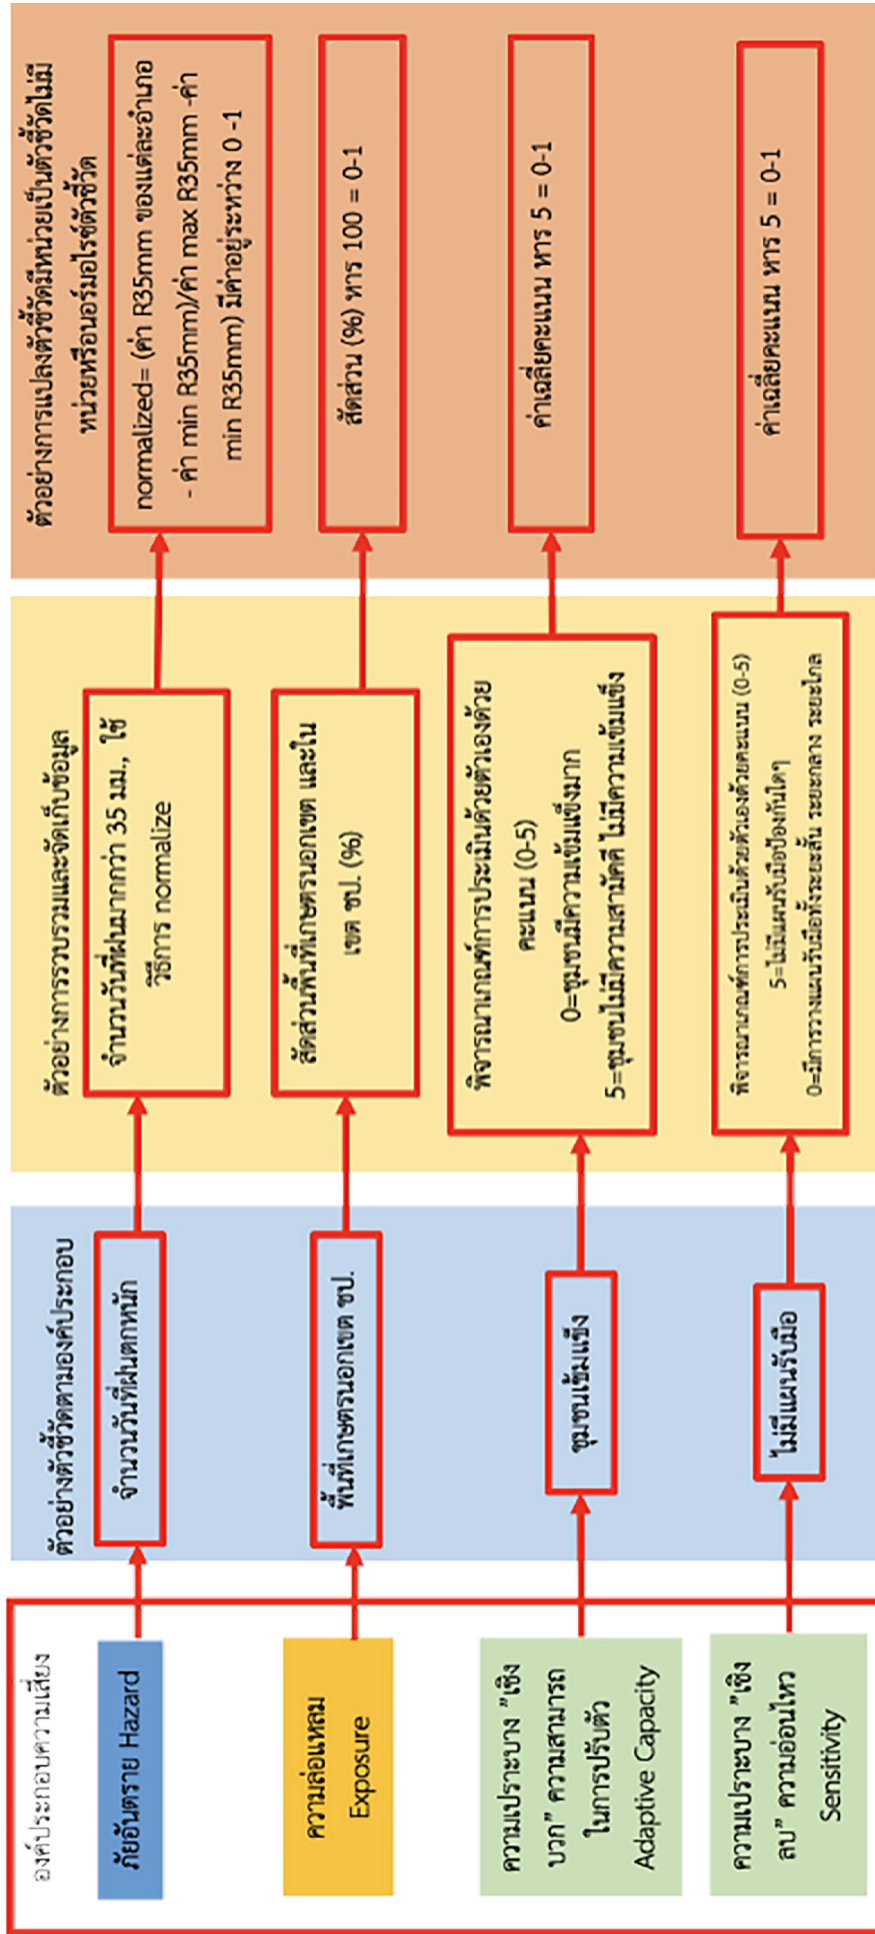 องค์ประกอบความเสี่ยง
ภัยอันตราย Hazard
ความล่อแหลม
Exposure
ความเปราะบาง "เชิง
บวก" ความสามารถ
ในการปรับตัว
Adaptive Capacity
ความเปราะบาง "เชิง
ลบ" ความอ่อนไหว
Sensitivity
ตัวอย่างตัวชี้วัดตามองค์ประกอบ
จำนวนวันที่ฝนตกหนัก
พื้นที่เกษตรนอกเขต ชป.
ชุมชนเข้มแข็ง
ไม่มีแผนรับมือ
ตัวอย่างการรวบรวมและจัดเก็บข้อมูล
จำนวนวันที่ฝนมากกว่า 35 มม., ใช้
วิธีการ normalize
สัดส่วนพื้นที่เกษตรนอกเขต และใน
เขต ชป. (%)
พิจารณาเกณฑ์การประเมินด้วยตัวเองด้วย
คะแนน (0-5)
0=ชุมชนมีความเข้มแข็งมาก
5=ชุมชนไม่มีความสามัคคี ไม่มีความเข้มแข็ง
พิจารณาเกณฑ์การประเมินด้วยตัวเองด้วยคะแนน (0-5)
5=ไม่มีแผนรับมือป้องกันใดๆ
0=มีการวางแผนรับมือทั้งระยะสั้น ระยะกลาง ระยะไกล
ตัวอย่างการแปลงตัวชี้วัดมีหน่วยเป็นตัวชี้วัดไม่มี
หน่วยหรือนอร์มอไรซ์ตัวชี้วัด
normalized= (ค่า R35mm ของแต่ละอำเภอ
- ค่า min R35mm)/ค่า max R35mm -ค่า
min R35mm) มีค่าอยู่ระหว่าง 0 -1
สัดส่วน (%) หาร 100 = 0-1
ค่าเฉลี่ยคะแนน หาร 5 = 0-1
ค่าเฉลี่ยคะแนน หาร 5 = 0-1